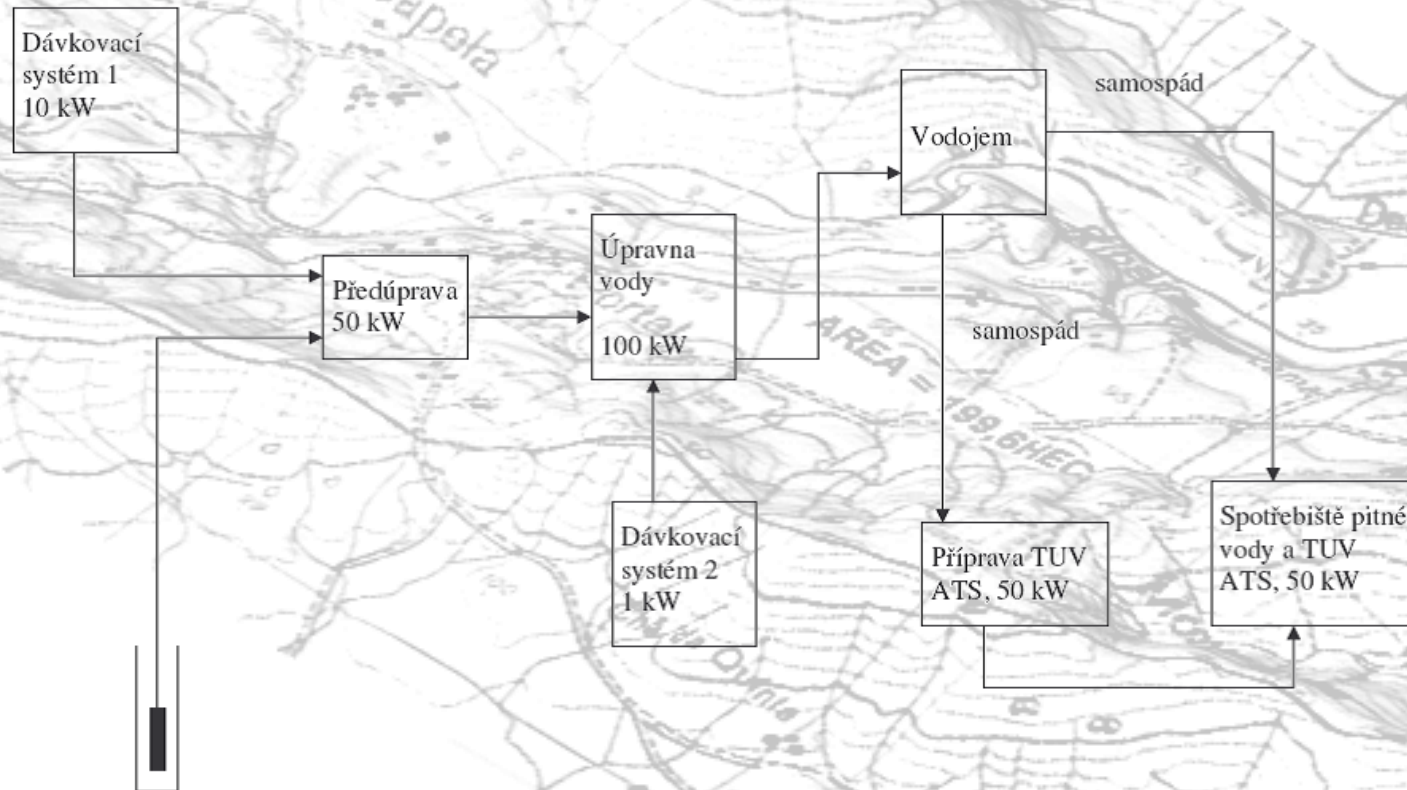 Dávkovací
systém 1
10 kW
samospád
Vodojem
Úpravna
vody
100 kW
Předúprava
50 kW
samospád
AREA = 199,6HEC
Dávkovací
systém 2
1 kW
Příprava TUV
ATS, 50 kW
Spotřebiště pitné
vody a TUV
ATS, 50 kW